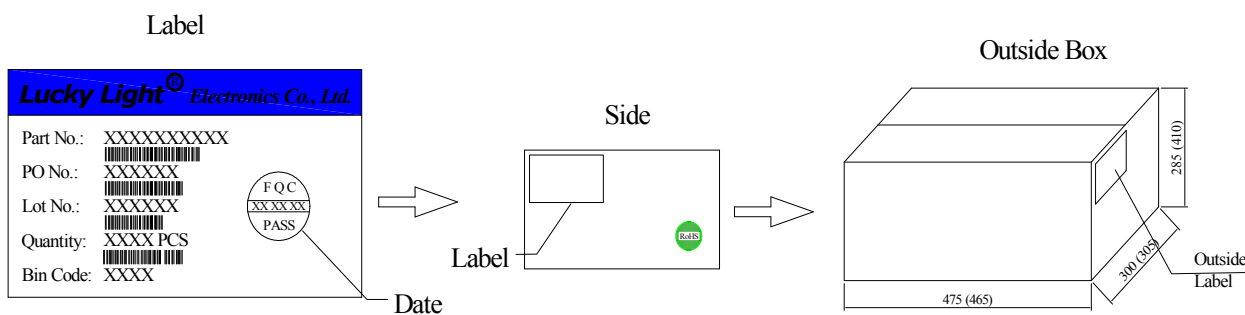 Label
Lucky Light® Electronics Co., Ltd.
Part No.: XXXXXXXXXX
PO No.: XXXXXX
Lot No.: XXXXXX
Quantity: XXXX PCS
Bin Code: XXXX
FQC
XX XX XX
PASS
Date
Side
RoHS
Label
Outside Box
285 (410)
300 (305)
475 (465)
Outside
Label